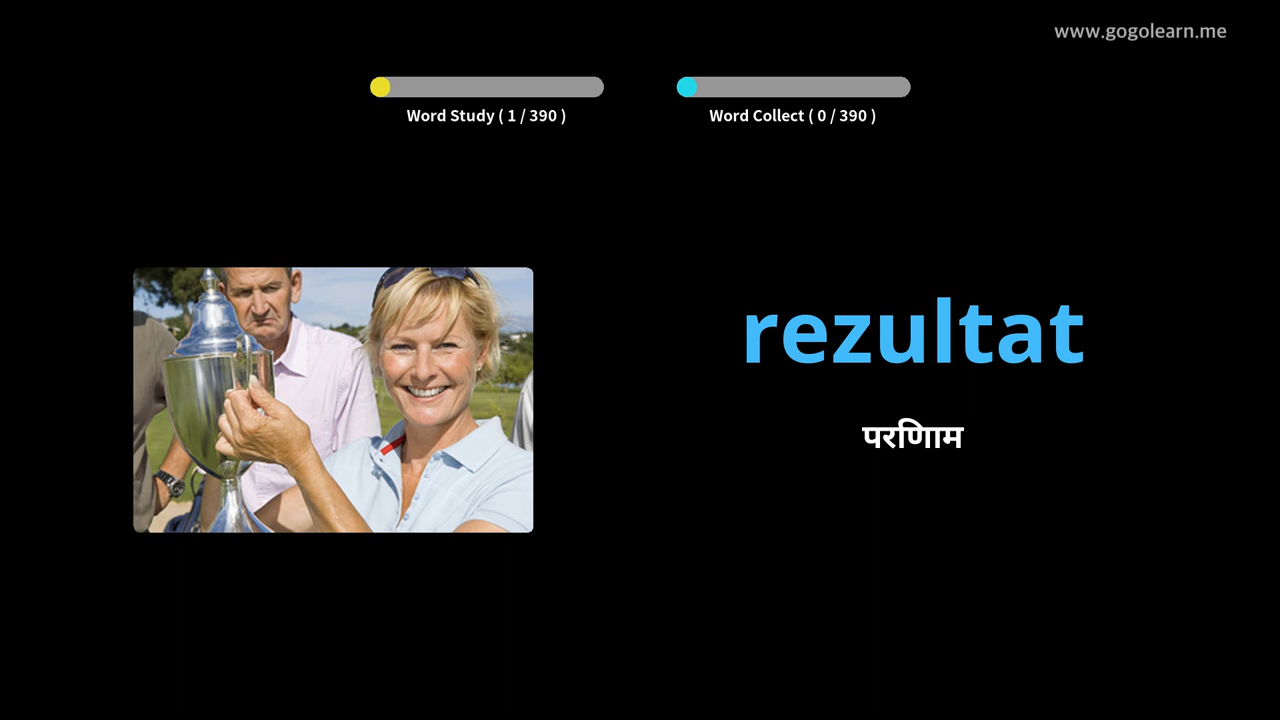 www.gogolearn.me
Word Study ( 1 / 390 )
Word Collect ( 0 / 390 )
rezultat
परिणाम